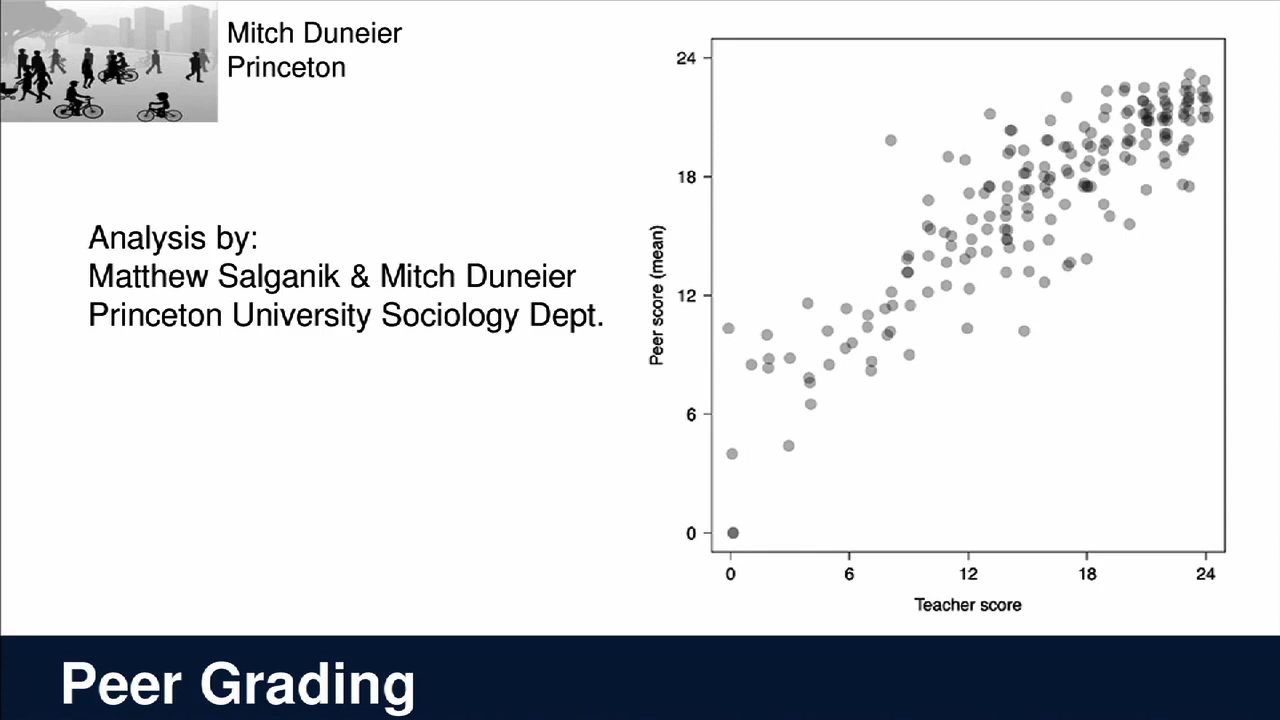 Mitch Duneier
Princeton
Analysis by:
Matthew Salganik & Mitch Duneier
Princeton University Sociology Dept.
Peer score (mean)
24
18
12
6
0
0 6 12 18 24
Teacher score
Peer Grading